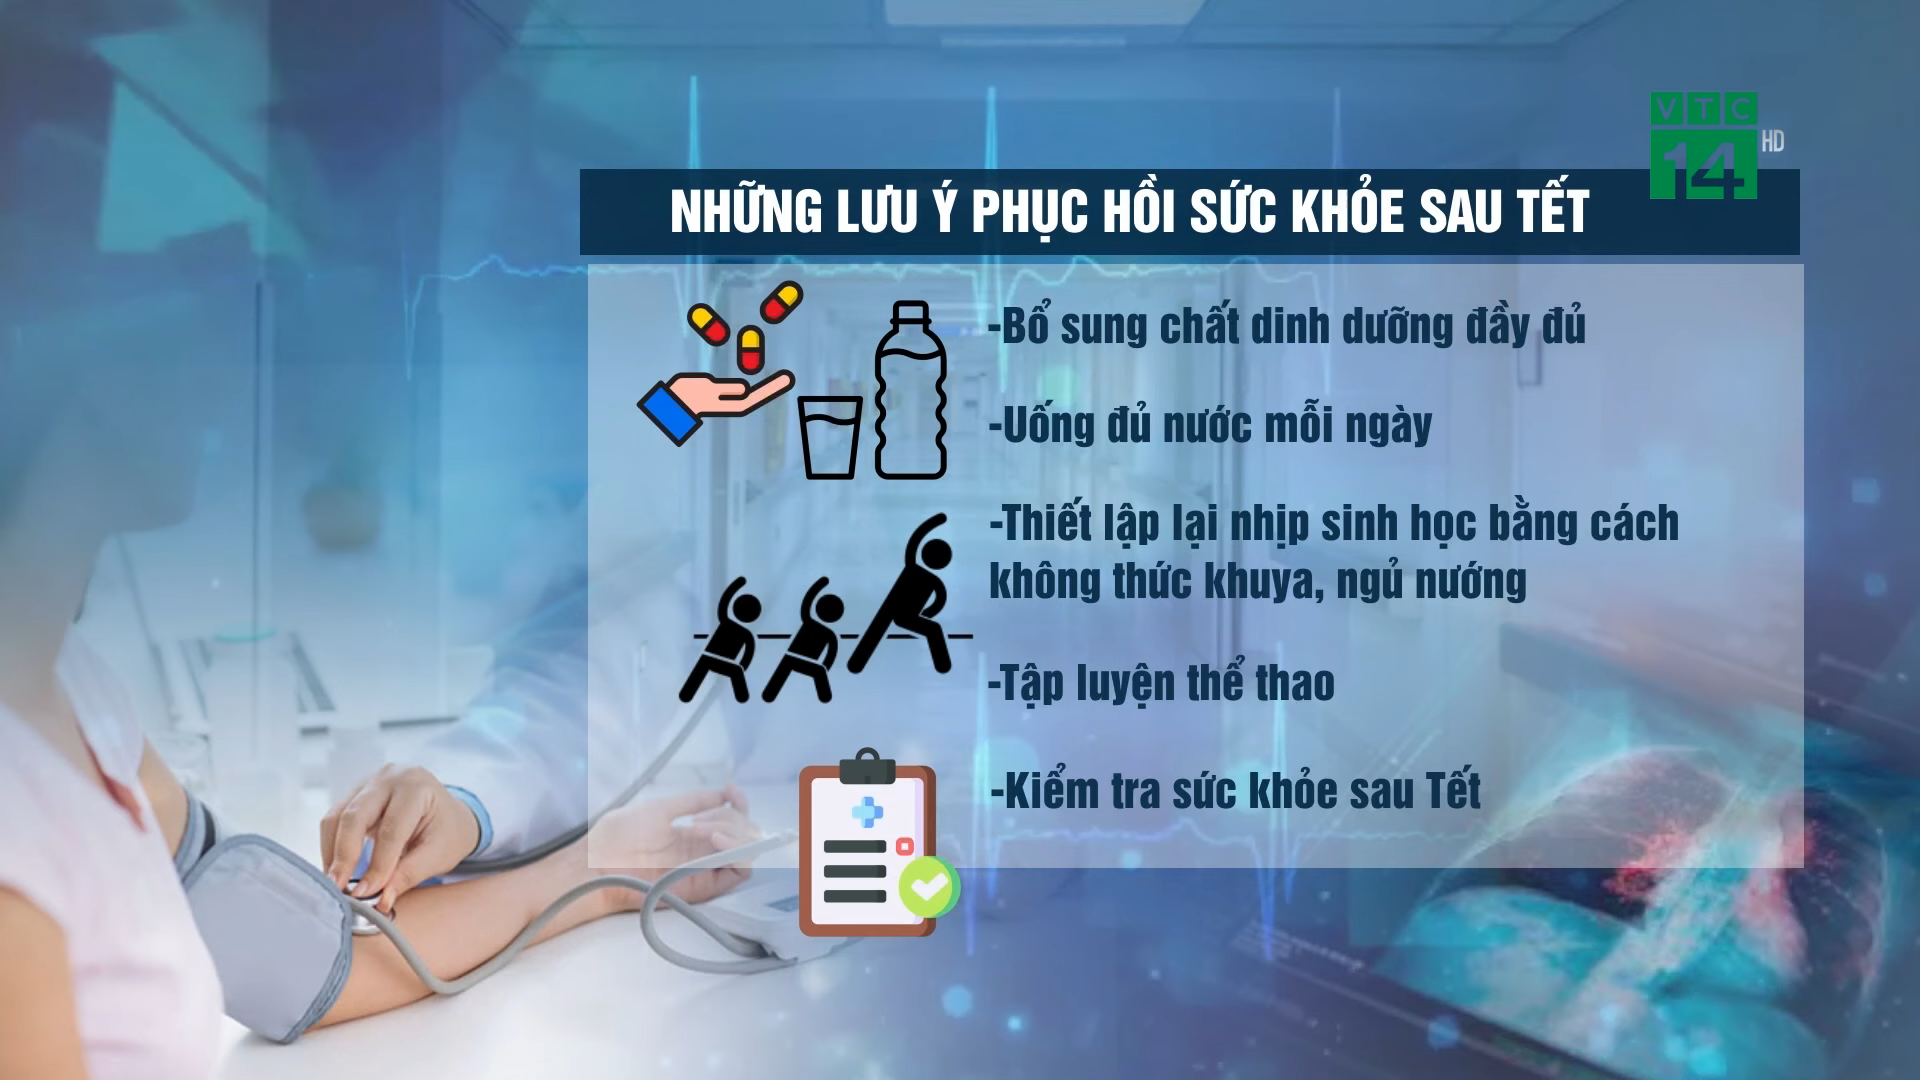 VTC
14 HD
NHỮNG LƯU Ý PHỤC HỒI SỨC KHỎE SAU TẾT
-Bổ sung chất dinh dưỡng đầy đủ
-Uống đủ nước mỗi ngày
-Thiết lập lại nhịp sinh học bằng cách
không thức khuya, ngủ nướng
-Tập luyện thể thao
-Kiểm tra sức khỏe sau Tết